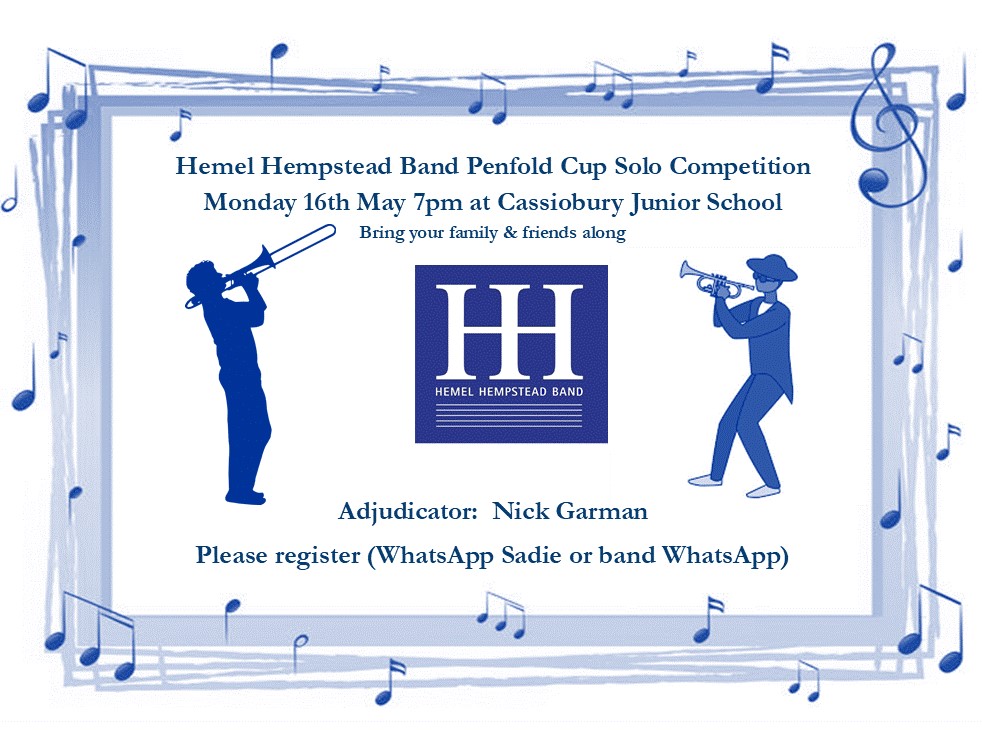 Hemel Hempstead Band Penfold Cup Solo Competition
Monday 16th May 7pm at Cassiobury Junior School
Bring your family & friends along
HH
HEMEL HEMPSTEAD BAND
Adjudicator:  Nick Garman
Please register (WhatsApp Sadie or band WhatsApp)